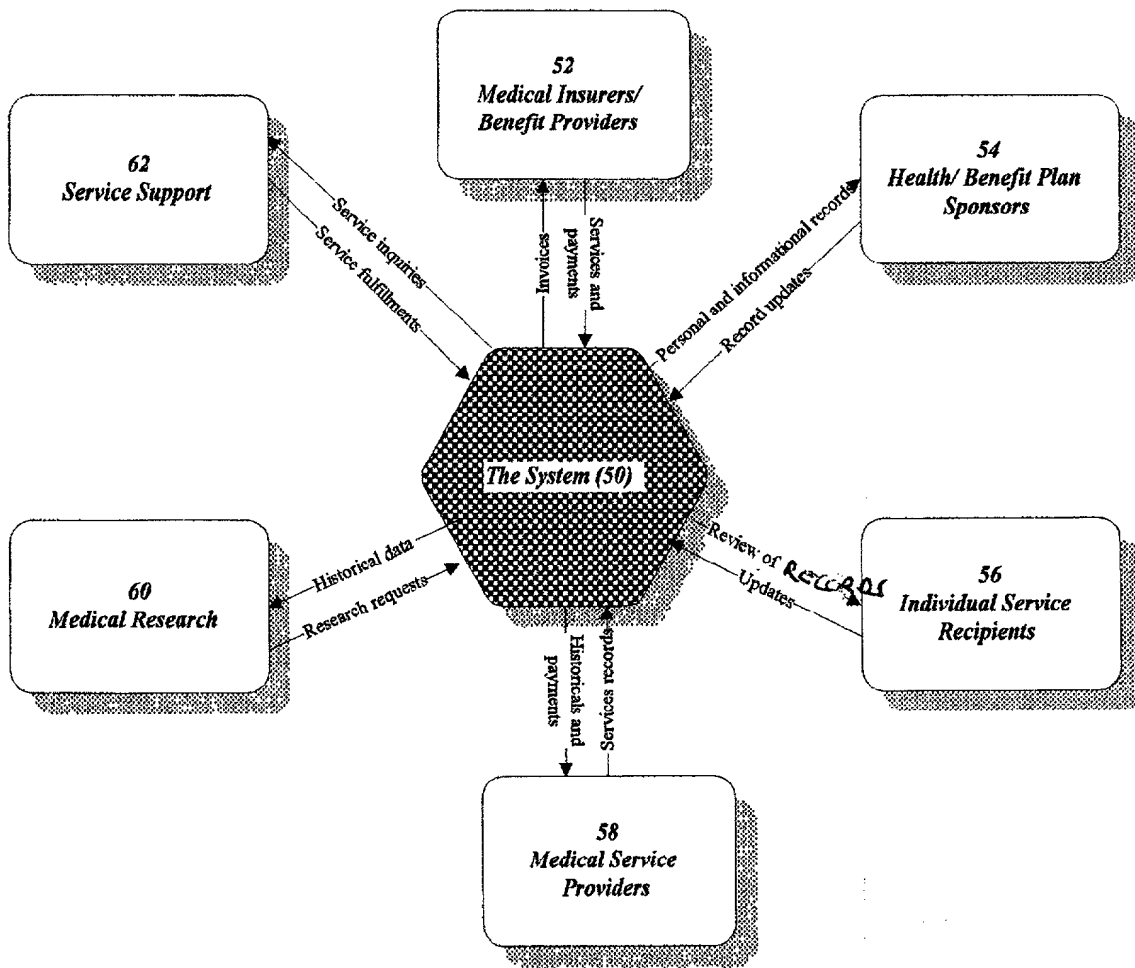 52
Medical Insurers/
Benefit Providers
62
Service Support
54
Health/ Benefit Plan
Sponsors
Service inquiries
Service fulfillments
Invoices
Services and
payments
Personal and informational records
Record updates
The System (50)
Historical data
Research requests
Review of RECORDS
Updates
60
Medical Research
56
Individual Service
Recipients
Historicals and
payments
Services records
58
Medical Service
Providers